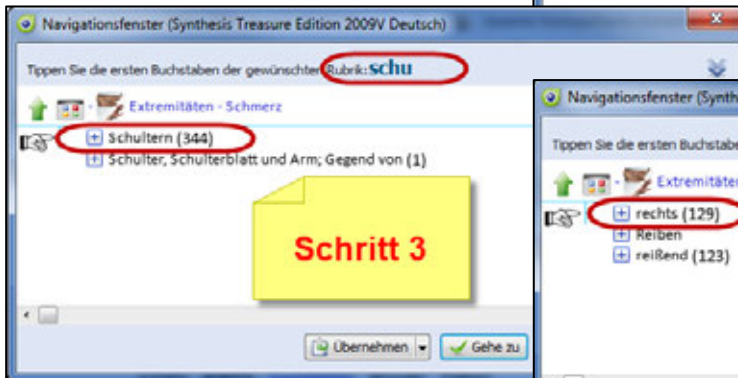 Navigationsfenster (Synthesis Treasure Edition 2009V Deutsch)
Tippen Sie die ersten Buchstaben der gewünschten Rubrik: schu
Extremitäten - Schmerz
Schultern (344)
Schulter, Schulterblatt und Arm; Gegend von (1)
Schritt 3
Übernehmen
Gehe zu
Navigationsfenster (Synth
Tippen Sie die ersten Buchstabe
Extremitäten
rechts (129)
Reiben
reißend (123)